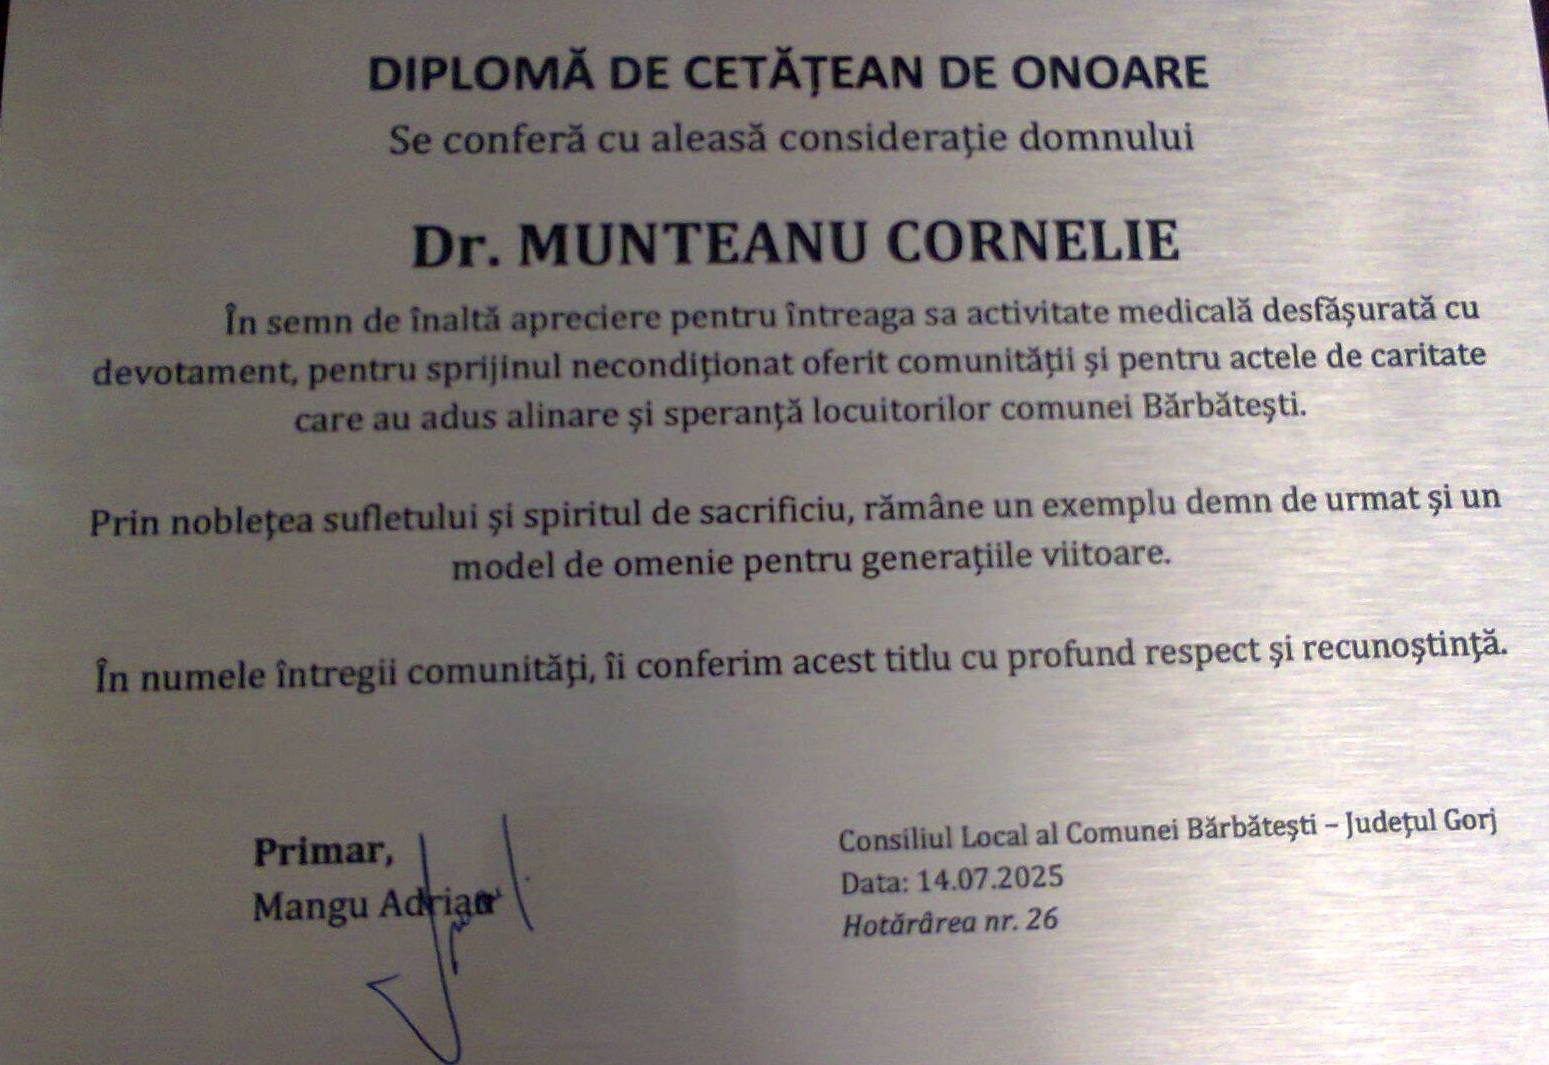 DIPLOMĂ DE CETĂȚEAN DE ONOARE
Se conferă cu aleasă considerație domnului
Dr. MUNTEANU CORNELIE
În semn de înaltă apreciere pentru întreaga sa activitate medicală desfășurată cu
devotament, pentru sprijinul necondiționat oferit comunității și pentru actele de caritate
care au adus alinare și speranță locuitorilor comunei Bărbătești.
Prin noblețea sufletului și spiritul de sacrificiu, rămâne un exemplu demn de urmat și un
model de omenie pentru generațiile viitoare.
În numele întregii comunități, îi conferim acest titlu cu profund respect și recunoștință.
Primar,
Mangu Adrian
Consiliul Local al Comunei Bărbătești – Județul Gorj
Data: 14.07.2025
Hotărârea nr. 26